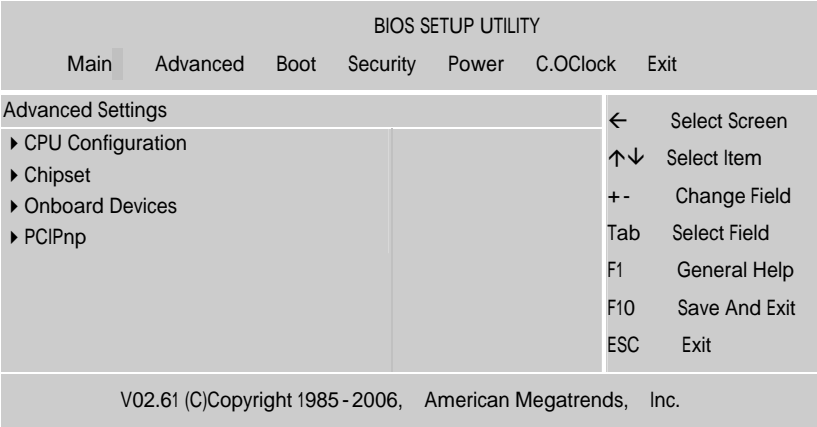 BIOS SETUP UTILITY
Main Advanced Boot Security Power C.OClock Exit
Advanced Settings
CPU Configuration
Chipset
Onboard Devices
PCIPnp
← Select Screen
↑↓ Select Item
+ - Change Field
Tab Select Field
F1 General Help
F10 Save And Exit
ESC Exit
V02.61 (C)Copyright 1985 - 2006, American Megatrends, Inc.